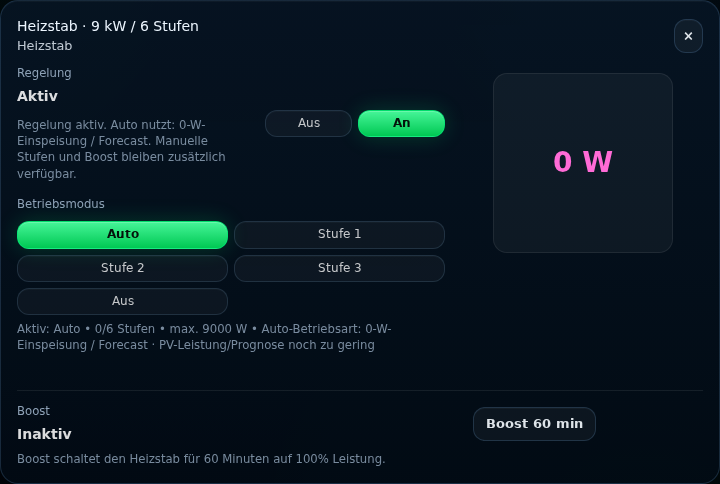 Heizstab · 9 kW / 6 Stufen
Heizstab
×
Regelung
Aktiv
Regelung aktiv. Auto nutzt: 0-W-
Einspeisung / Forecast. Manuelle
Stufen und Boost bleiben zusätzlich
verfügbar.
Aus
An
0 W
Betriebsmodus
Auto
Stufe 1
Stufe 2
Stufe 3
Aus
Aktiv: Auto • 0/6 Stufen • max. 9000 W • Auto-Betriebsart: 0-W-
Einspeisung / Forecast · PV-Leistung/Prognose noch zu gering
Boost
Inaktiv
Boost schaltet den Heizstab für 60 Minuten auf 100% Leistung.
Boost 60 min